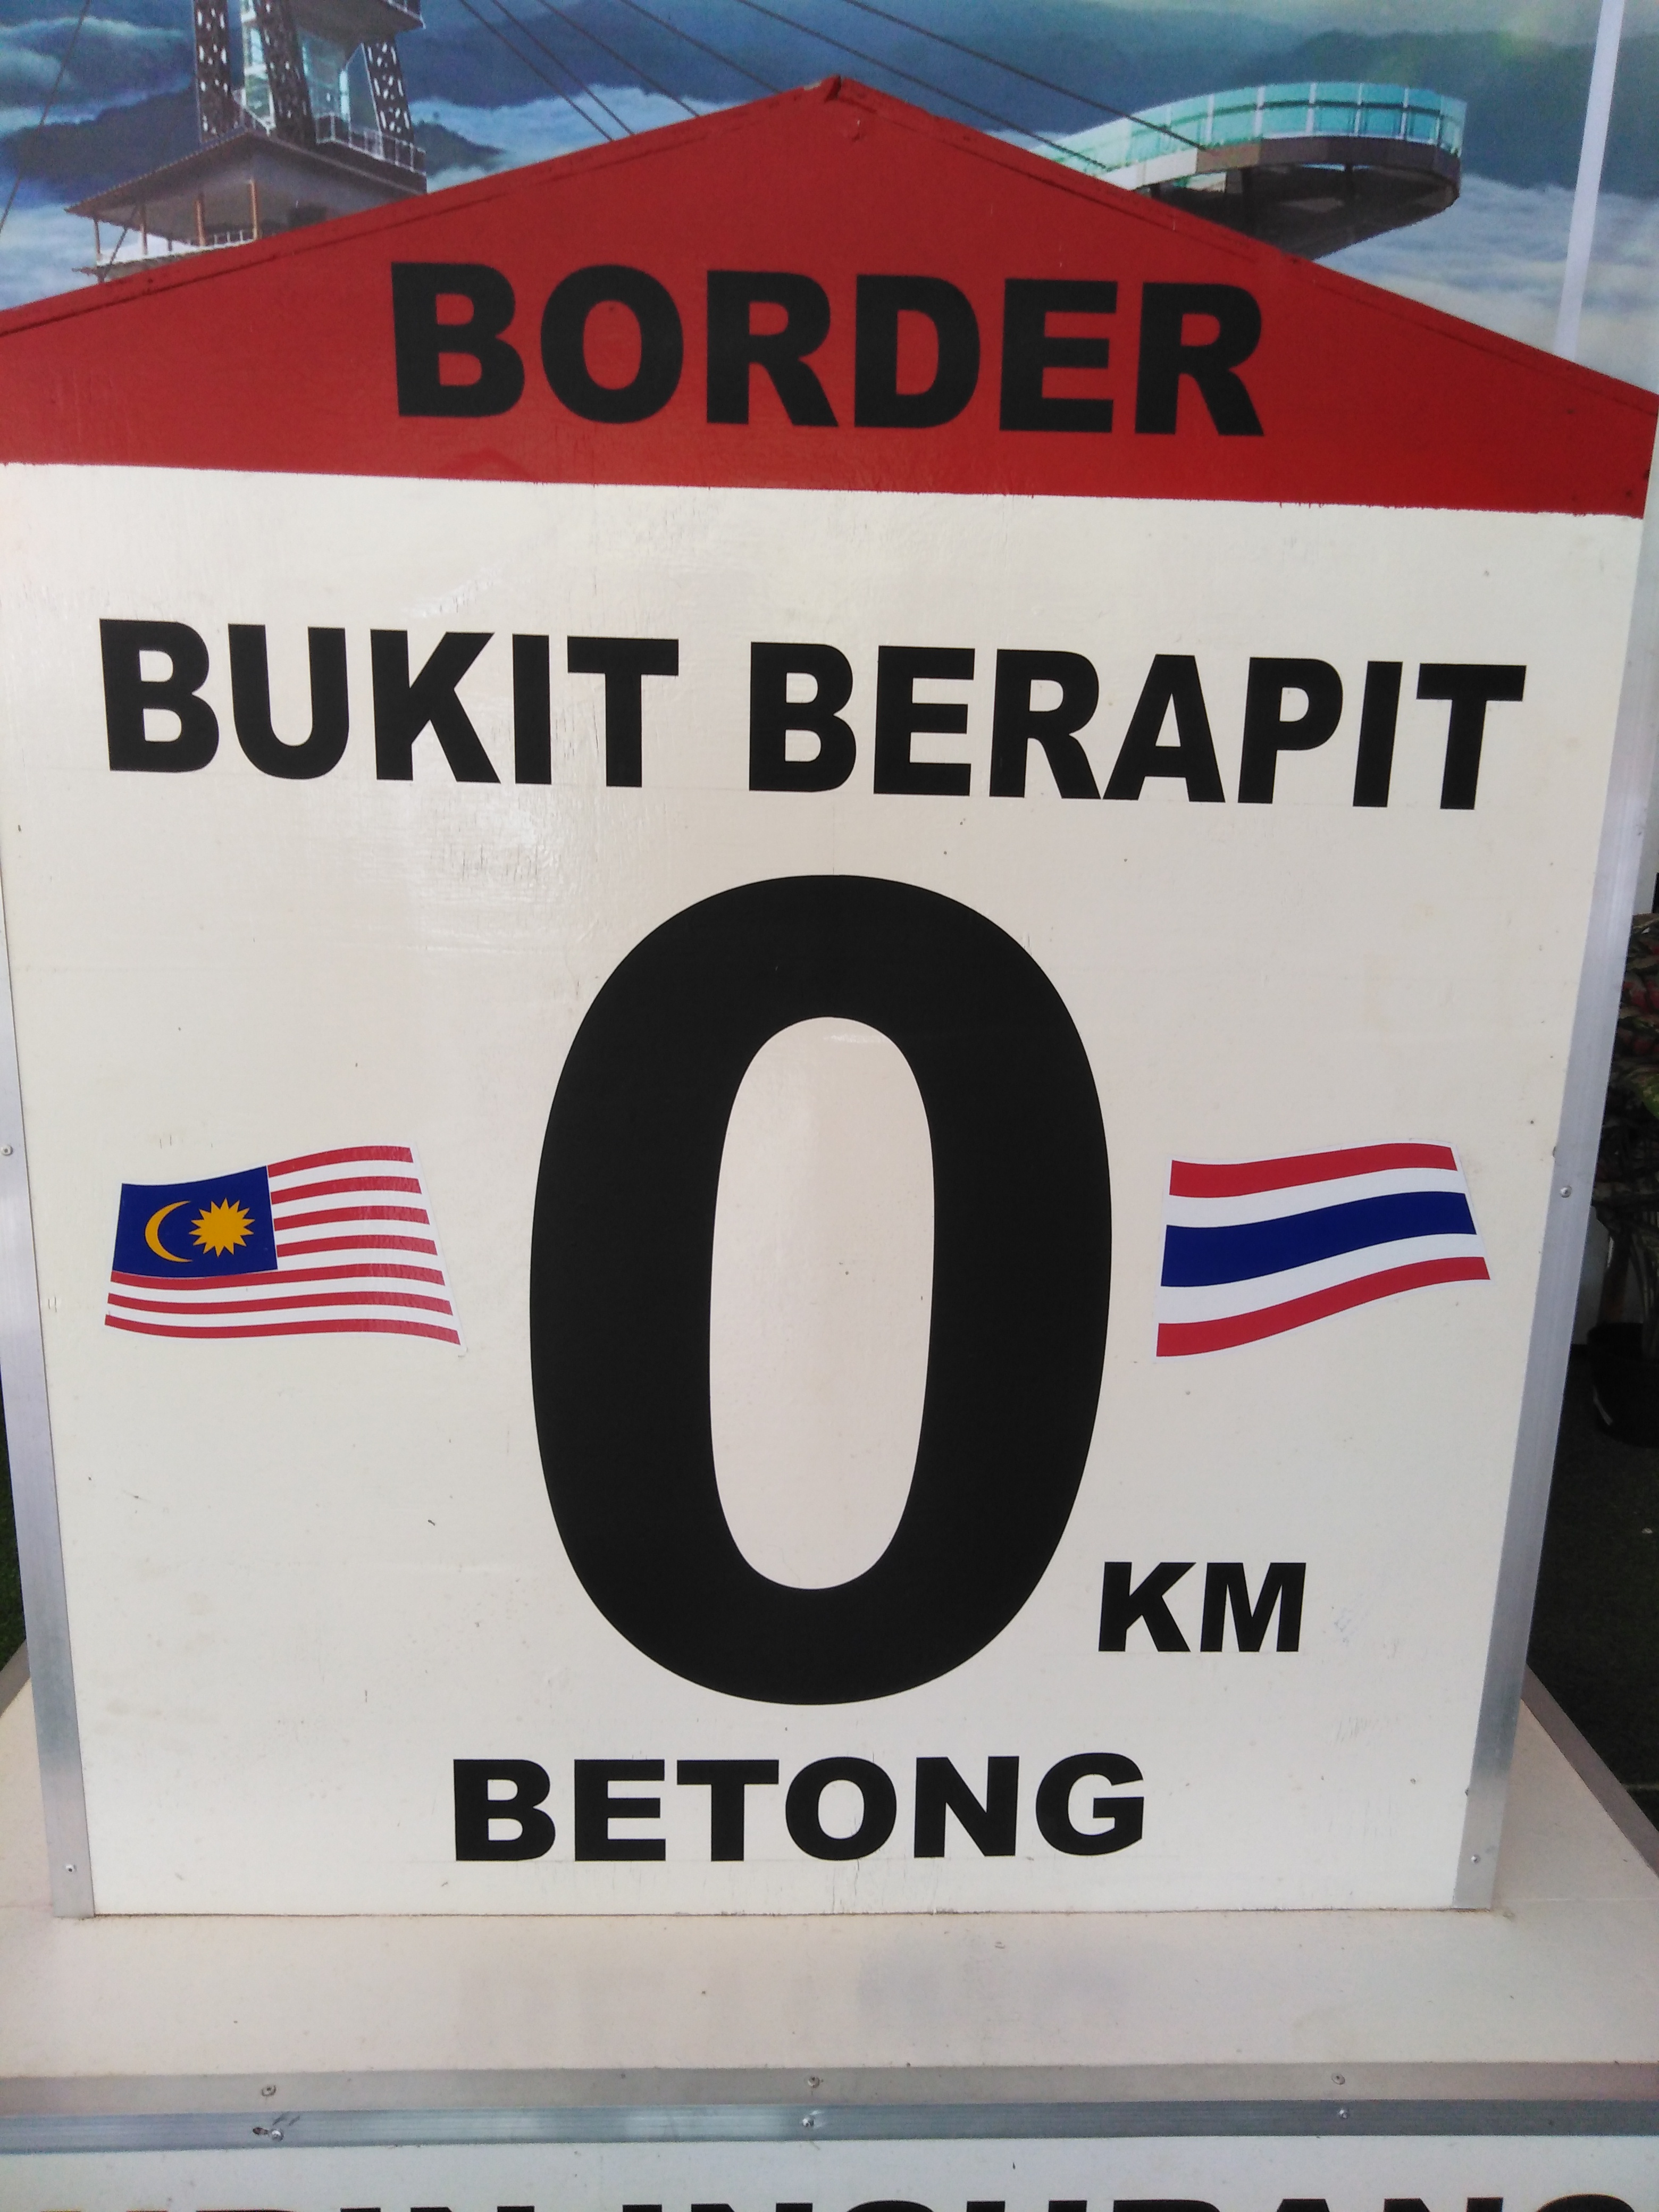 BORDER
BUKIT BERAPIT
0 KM
BETONG